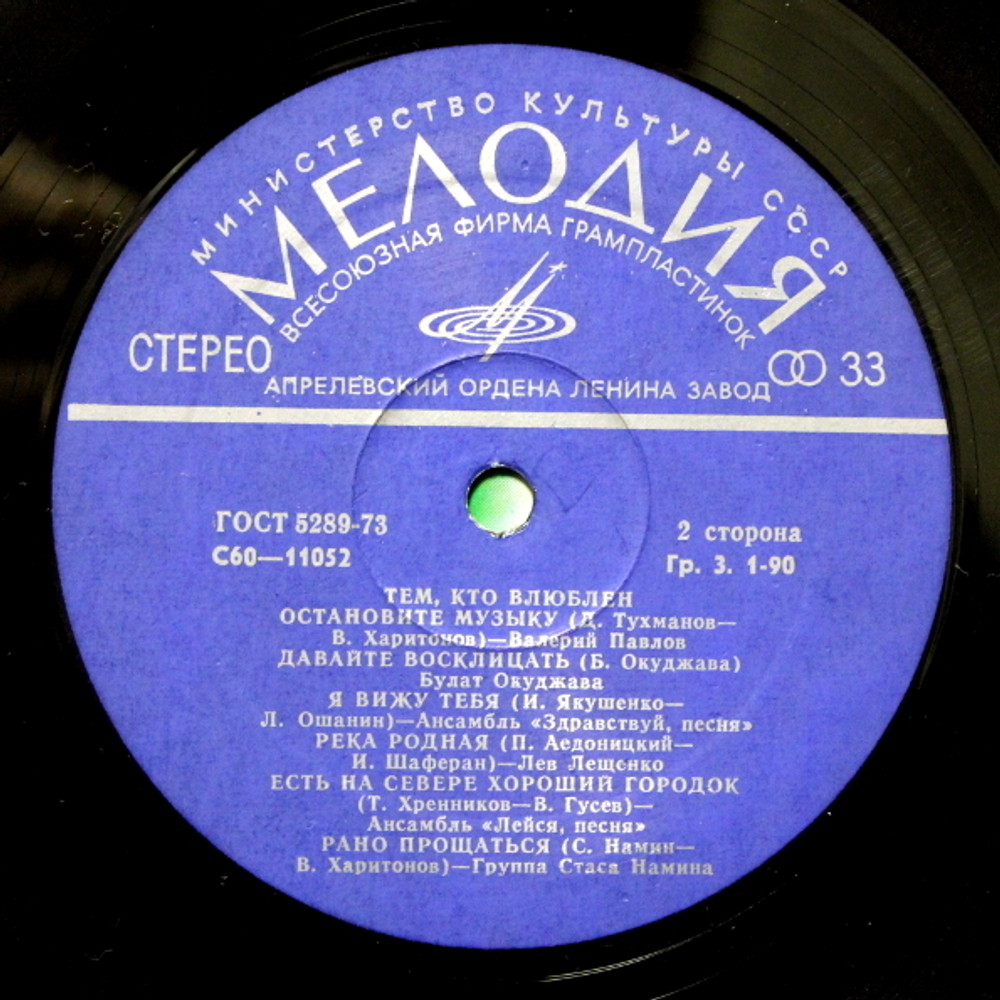 МИНИСТЕРСТВО КУЛЬТУРЫ СССР
МЕЛОДИЯ
ВСЕСОЮЗНАЯ ФИРМА ГРАМПЛАСТИНОК
СТЕРЕО
33
АПРЕЛЕВСКИЙ ОРДЕНА ЛЕНИНА ЗАВОД
ГОСТ 5289-73
2 сторона
С60—11052
Гр. 3. 1-90
ТЕМ, КТО ВЛЮБЛЕН
ОСТАНОВИТЕ МУЗЫКУ (Д. Тухманов—
В. Харитонов)—Валерий Павлов
ДАВАЙТЕ ВОСКЛИЦАТЬ (Б. Окуджава)
Булат Окуджава
Я ВИЖУ ТЕБЯ (И. Якушенко—
Л. Ошанин)—Ансамбль «Здравствуй, песня»
РЕКА РОДНАЯ (П. Аедоницкий—
И. Шаферан)—Лев Лещенко
ЕСТЬ НА СЕВЕРЕ ХОРОШИЙ ГОРОДОК
(Т. Хренников—В. Гусев)—
Ансамбль «Лейся, песня»
РАНО ПРОЩАТЬСЯ (С. Намин—
В. Харитонов)—Группа Стаса Намина